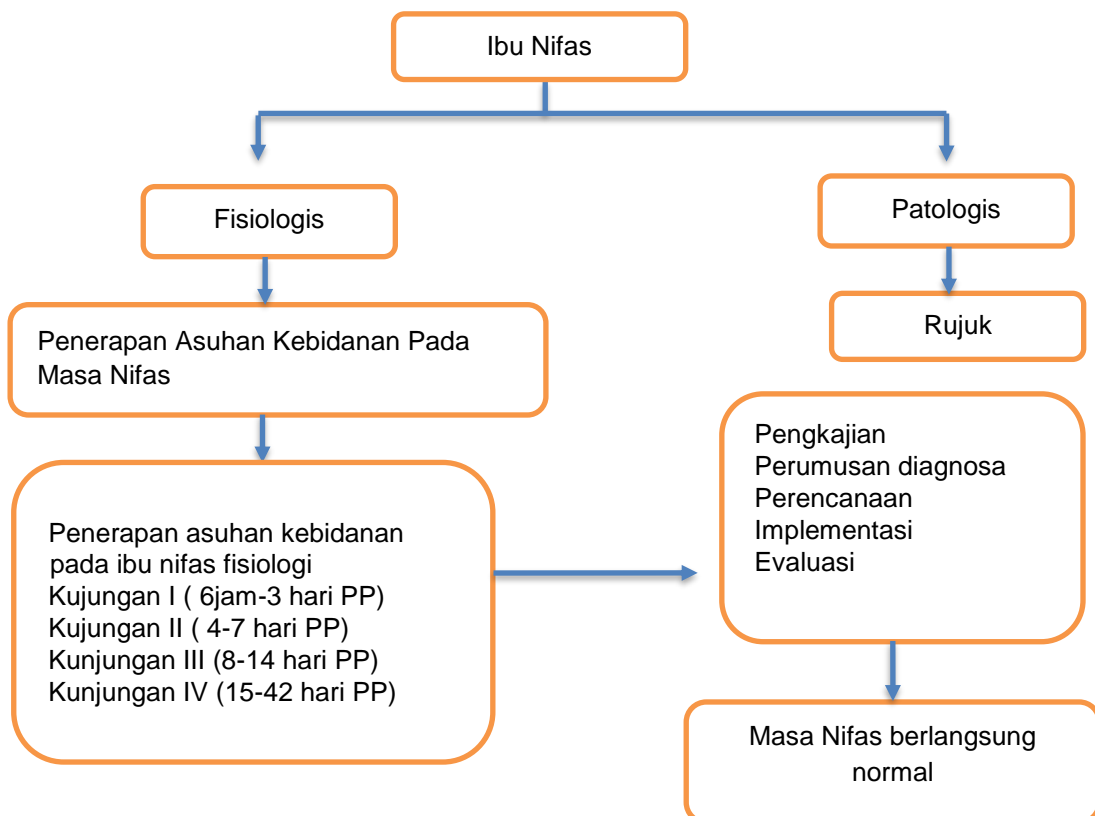 Ibu Nifas
Fisiologis
Patologis
Penerapan Asuhan Kebidanan Pada
Masa Nifas
Rujuk
Penerapan asuhan kebidanan
pada ibu nifas fisiologi
Kujungan I ( 6jam-3 hari PP)
Kujungan II ( 4-7 hari PP)
Kunjungan III (8-14 hari PP)
Kunjungan IV (15-42 hari PP)
Pengkajian
Perumusan diagnosa
Perencanaan
Implementasi
Evaluasi
Masa Nifas berlangsung
normal